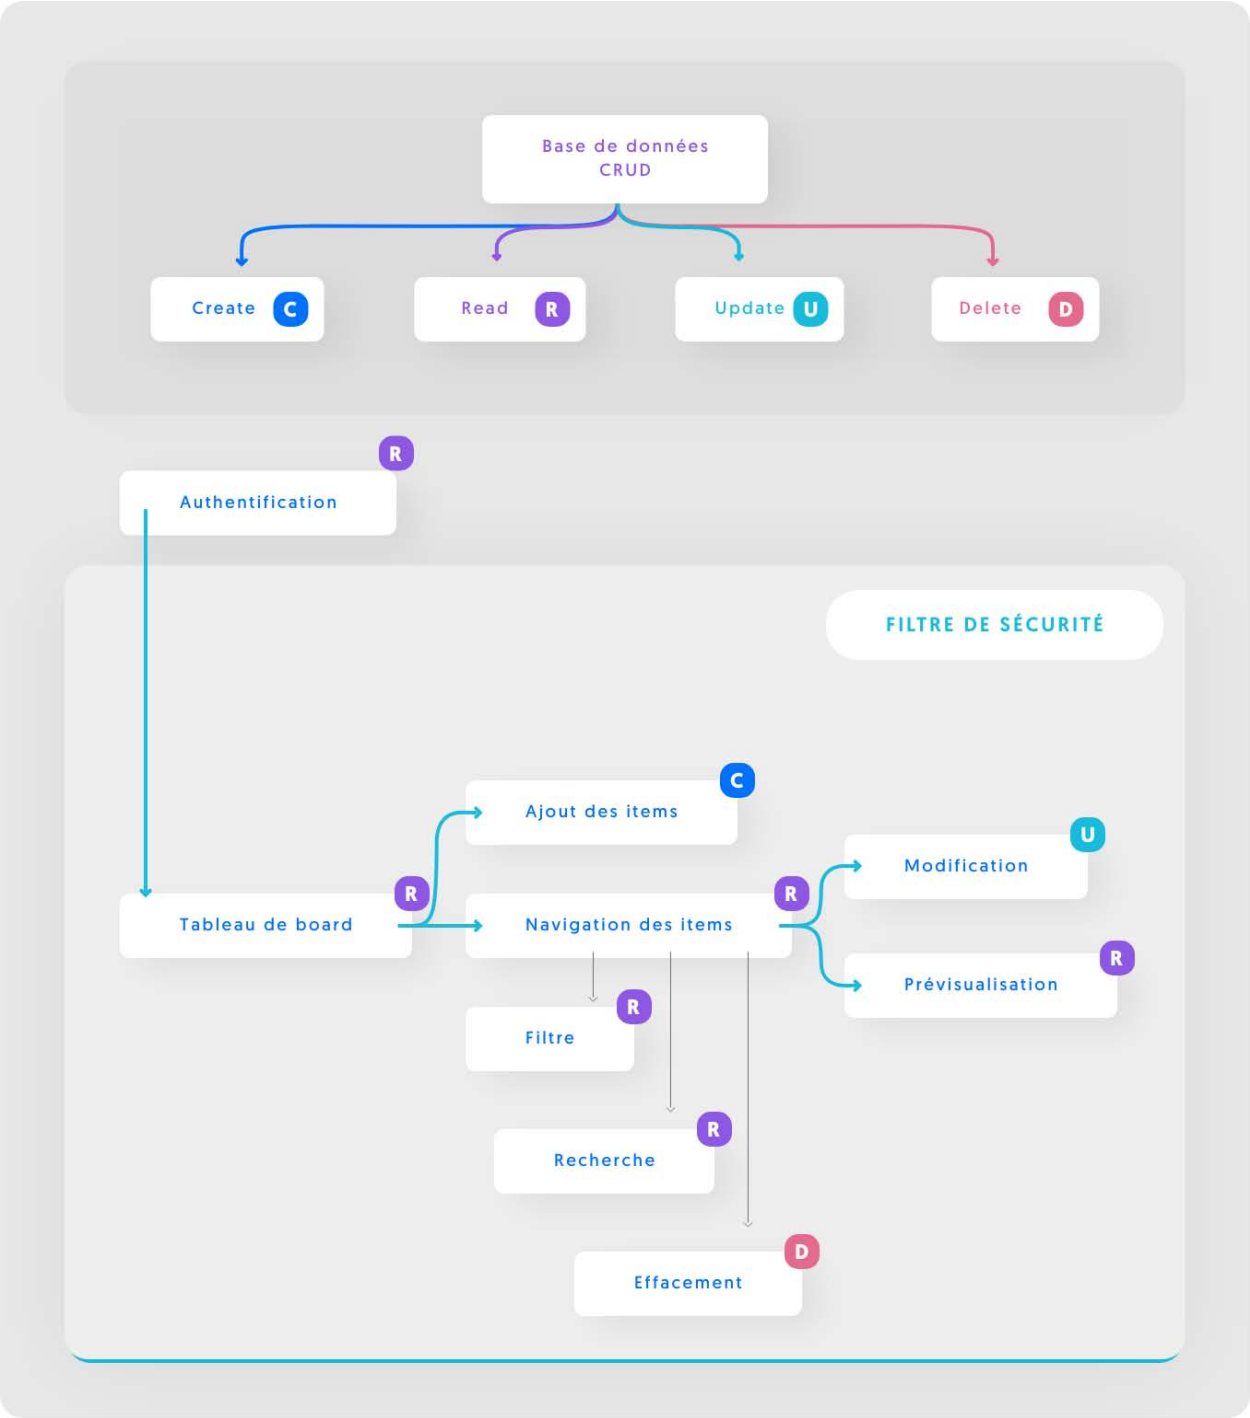 Base de données
CRUD
Create C
Read R
Update U
Delete D
R
Authentification
FILTRE DE SÉCURITÉ
C
Ajout des items
U
Modification
R
Tableau de board
R
Navigation des items
R
Prévisualisation
R
Filtre
R
Recherche
D
Effacement